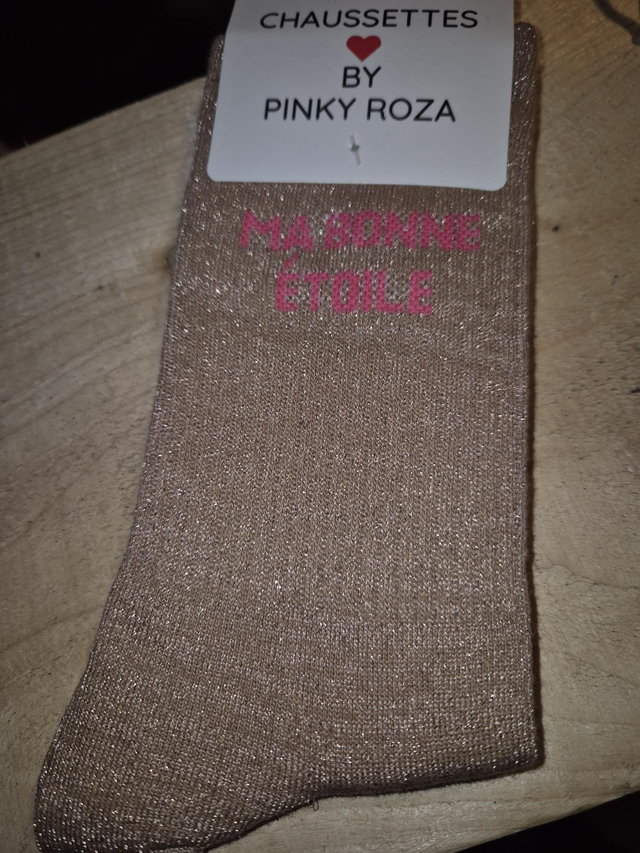 CHAUSSETTES
BY
PINKY ROZA
MA BONNE
ÉTOILE